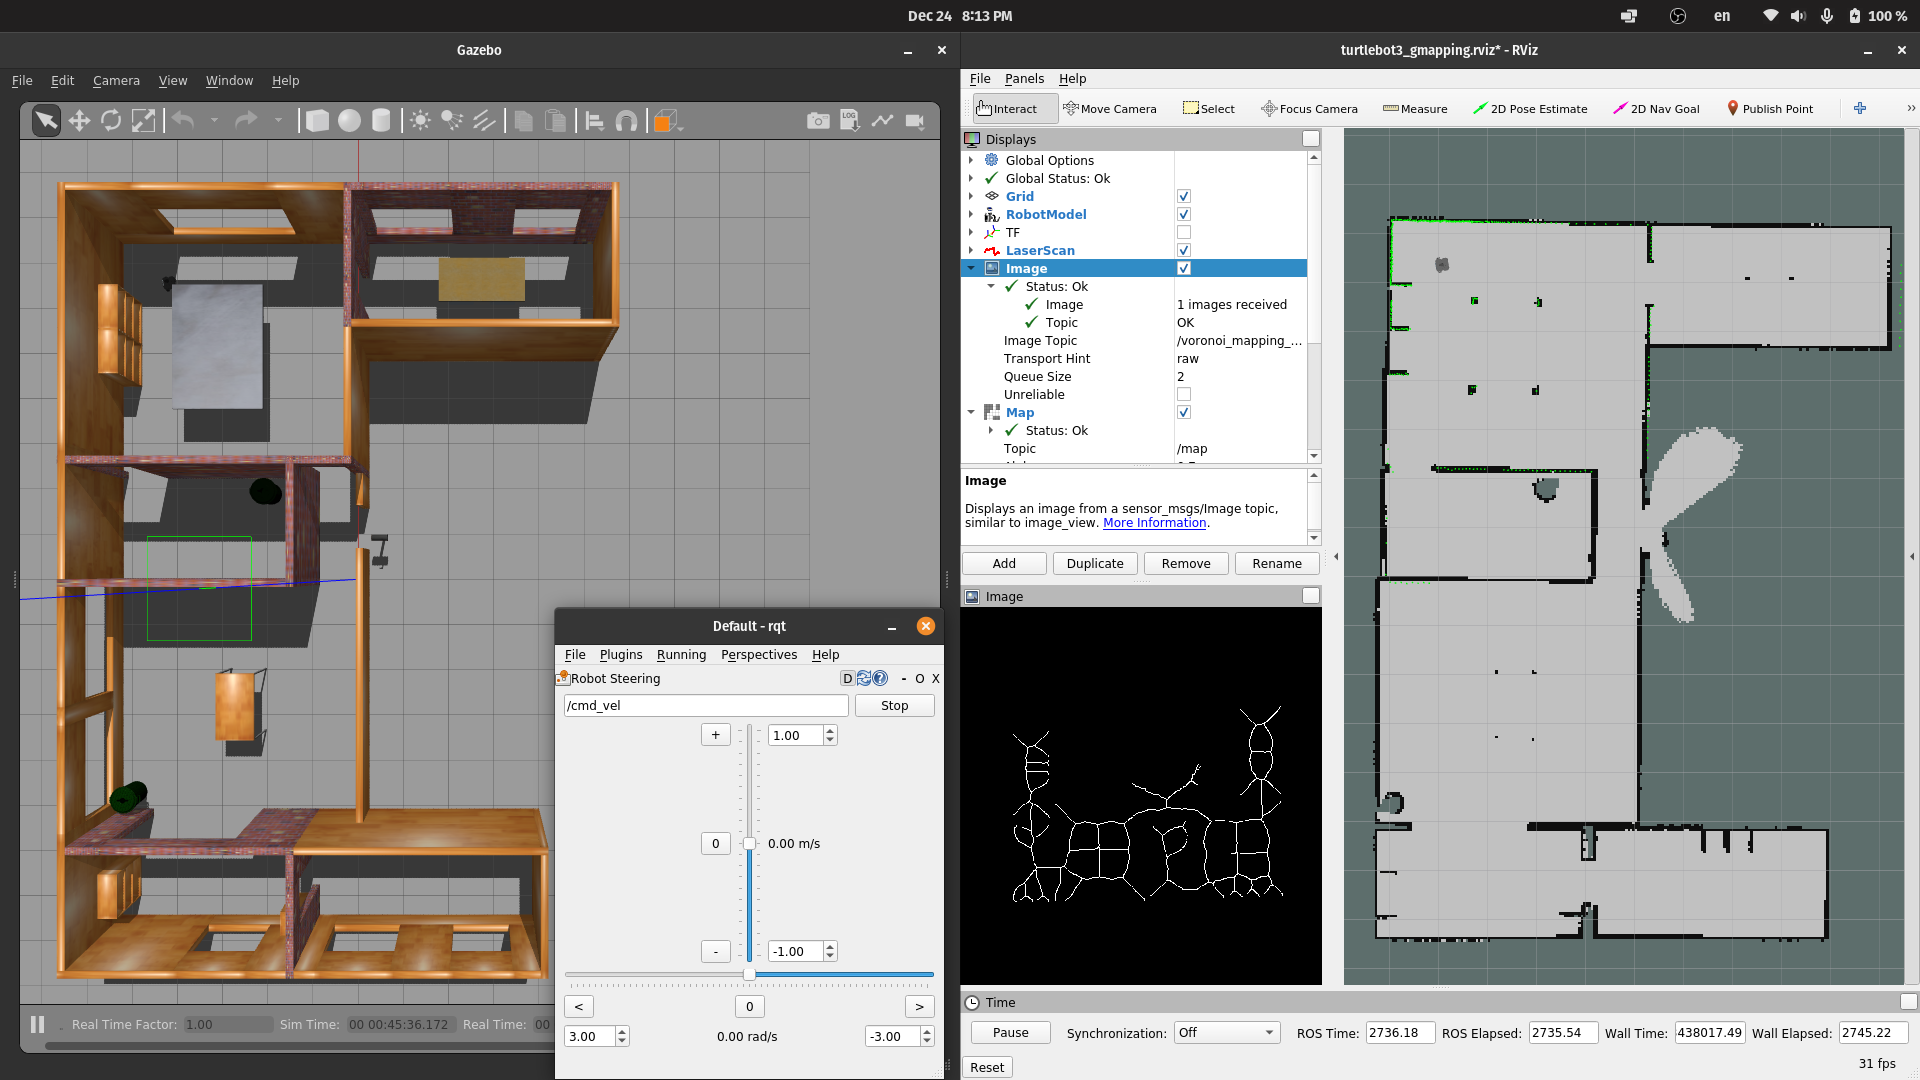 Dec 24 8:13 PM
en
100 %
Gazebo
File Edit Camera View Window Help
LOG
Real Time Factor: 1.00 Sim Time: 00 00:45:36.172 Real Time: 00
Default - rqt
File Plugins Running Perspectives Help
Robot Steering D - O X
/cmd_vel Stop
+ 1.00
0 0.00 m/s
- -1.00
< 0 >
3.00 0.00 rad/s -3.00
turtlebot3_gmapping.rviz* - RViz
File Panels Help
Interact Move Camera Select Focus Camera Measure 2D Pose Estimate 2D Nav Goal Publish Point »
Displays
Global Options
Global Status: Ok
Grid
RobotModel
TF
LaserScan
Image
Status: Ok
Image 1 images received
Topic OK
Image Topic /voronoi_mapping_...
Transport Hint raw
Queue Size 2
Unreliable
Map
Status: Ok
Topic /map
Image
Displays an image from a sensor_msgs/Image topic,
similar to image_view. More Information.
Add Duplicate Remove Rename
Image
Time
Pause Synchronization: Off ROS Time: 2736.18 ROS Elapsed: 2735.54 Wall Time: 438017.49 Wall Elapsed: 2745.22
Reset 31 fps